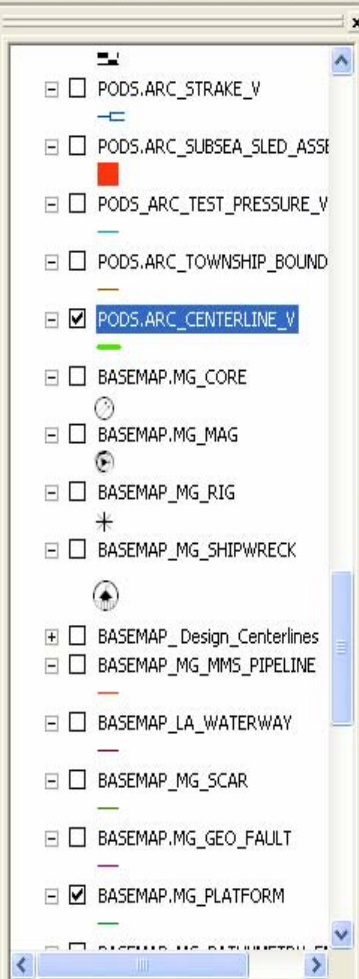 PODS.ARC_STRAKE_V
PODS.ARC_SUBSEA_SLED_ASSE
PODS_ARC_TEST_PRESSURE_V
PODS.ARC_TOWNSHIP_BOUND
PODS.ARC_CENTERLINE_V
BASEMAP.MG_CORE
BASEMAP.MG_MAG
BASEMAP_MG_RIG
BASEMAP_MG_SHIPWRECK
BASEMAP_Design_Centerlines
BASEMAP_MG_MMS_PIPELINE
BASEMAP_LA_WATERWAY
BASEMAP_MG_SCAR
BASEMAP.MG_GEO_FAULT
BASEMAP.MG_PLATFORM